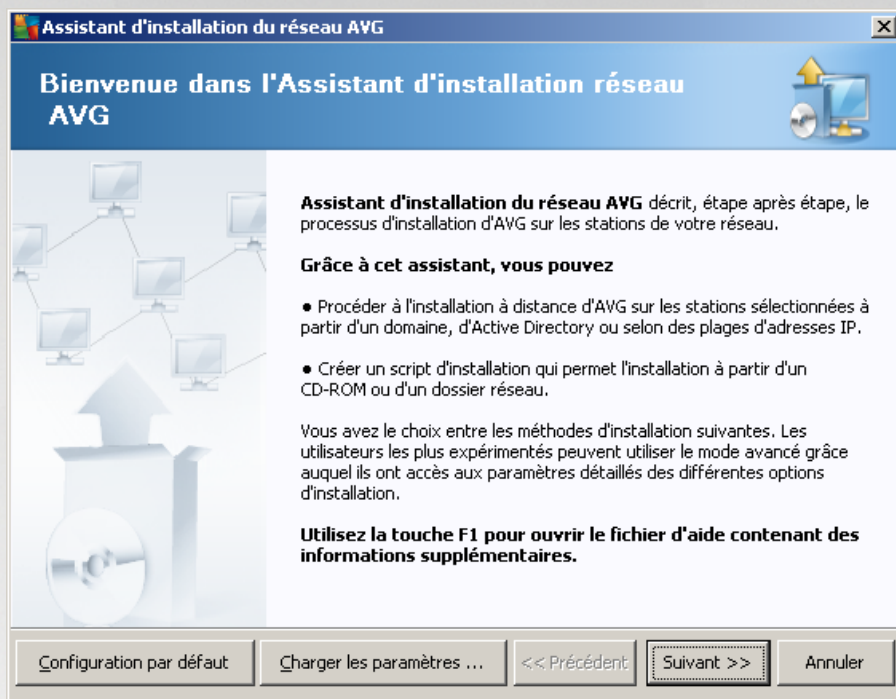 Assistant d'installation du réseau AVG
Bienvenue dans l'Assistant d'installation réseau
AVG
Assistant d'installation du réseau AVG décrit, étape après étape, le
processus d'installation d'AVG sur les stations de votre réseau.
Grâce à cet assistant, vous pouvez
● Procéder à l'installation à distance d'AVG sur les stations sélectionnées à
partir d'un domaine, d'Active Directory ou selon des plages d'adresses IP.
● Créer un script d'installation qui permet l'installation à partir d'un
CD-ROM ou d'un dossier réseau.
Vous avez le choix entre les méthodes d'installation suivantes. Les
utilisateurs les plus expérimentés peuvent utiliser le mode avancé grâce
auquel ils ont accès aux paramètres détaillés des différentes options
d'installation.
Utilisez la touche F1 pour ouvrir le fichier d'aide contenant des
informations supplémentaires.
Configuration par défaut
Charger les paramètres ...
<< Précédent
Suivant >>
Annuler